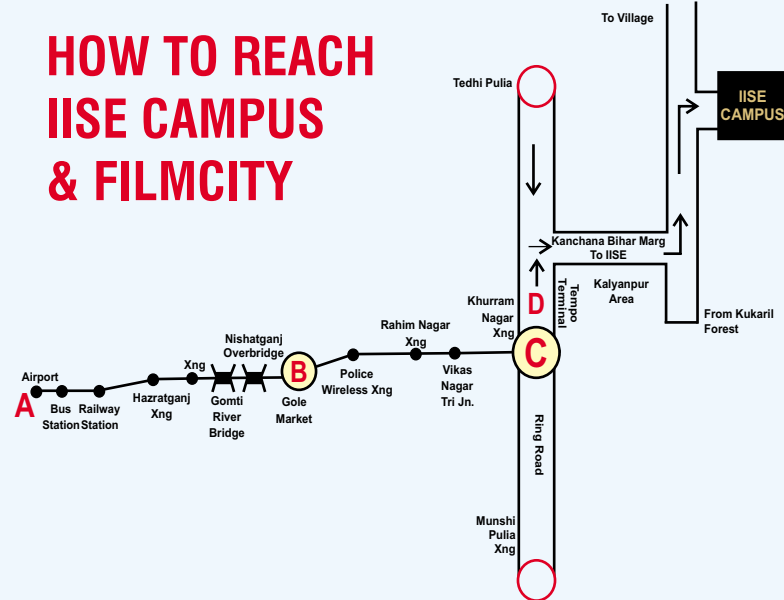 HOW TO REACH
IISE CAMPUS
& FILMCITY
To Village
Tedhi Pulia
IISE
CAMPUS
Kanchana Bihar Marg
To IISE
Kalyanpur
Area
From Kukaril
Forest
Tempo
Terminal
D
Khurram
Nagar
Xng
C
Rahim Nagar
Xng
Nishatganj
Overbridge
B
Xng
Airport
A
Bus
Station
Railway
Station
Hazratganj
Xng
Gomti
River
Bridge
Gole
Market
Police
Wireless Xng
Vikas
Nagar
Tri Jn.
Ring Road
Munshi
Pulia
Xng